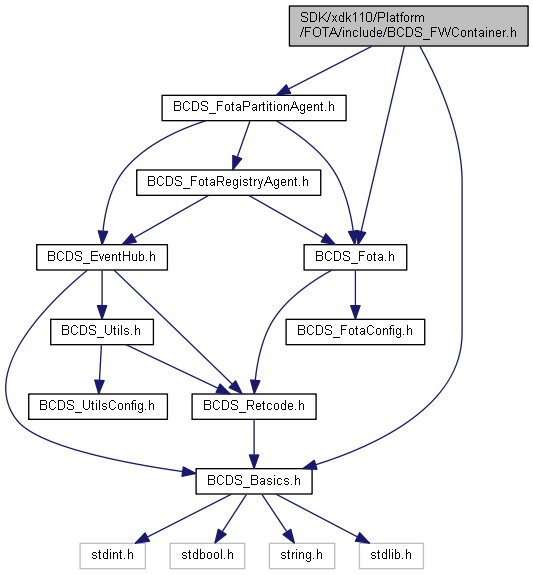 SDK/xdk110/Platform
/FOTA/include/BCDS_FWContainer.h
BCDS_FotaPartitionAgent.h
BCDS_FotaRegistryAgent.h
BCDS_EventHub.h
BCDS_Fota.h
BCDS_Utils.h
BCDS_FotaConfig.h
BCDS_UtilsConfig.h
BCDS_Retcode.h
BCDS_Basics.h
stdint.h
stdbool.h
string.h
stdlib.h